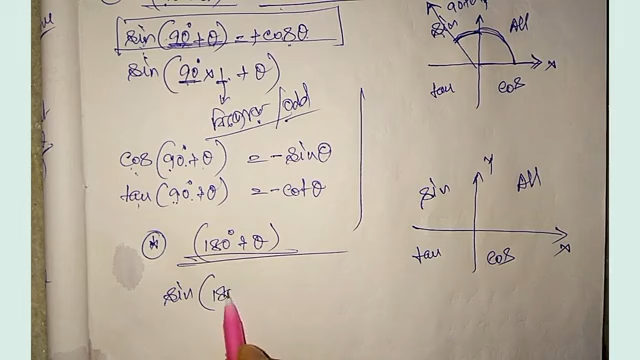 sin(90°+θ) = +cosθ
sin(90°×1 + θ)
বিজোড়/odd
cos(90°+θ) = -sinθ
tan(90°+θ) = -cotθ
(180°+θ)
sin(18
sin All
tan cos
x
y
sin All
tan cos
x